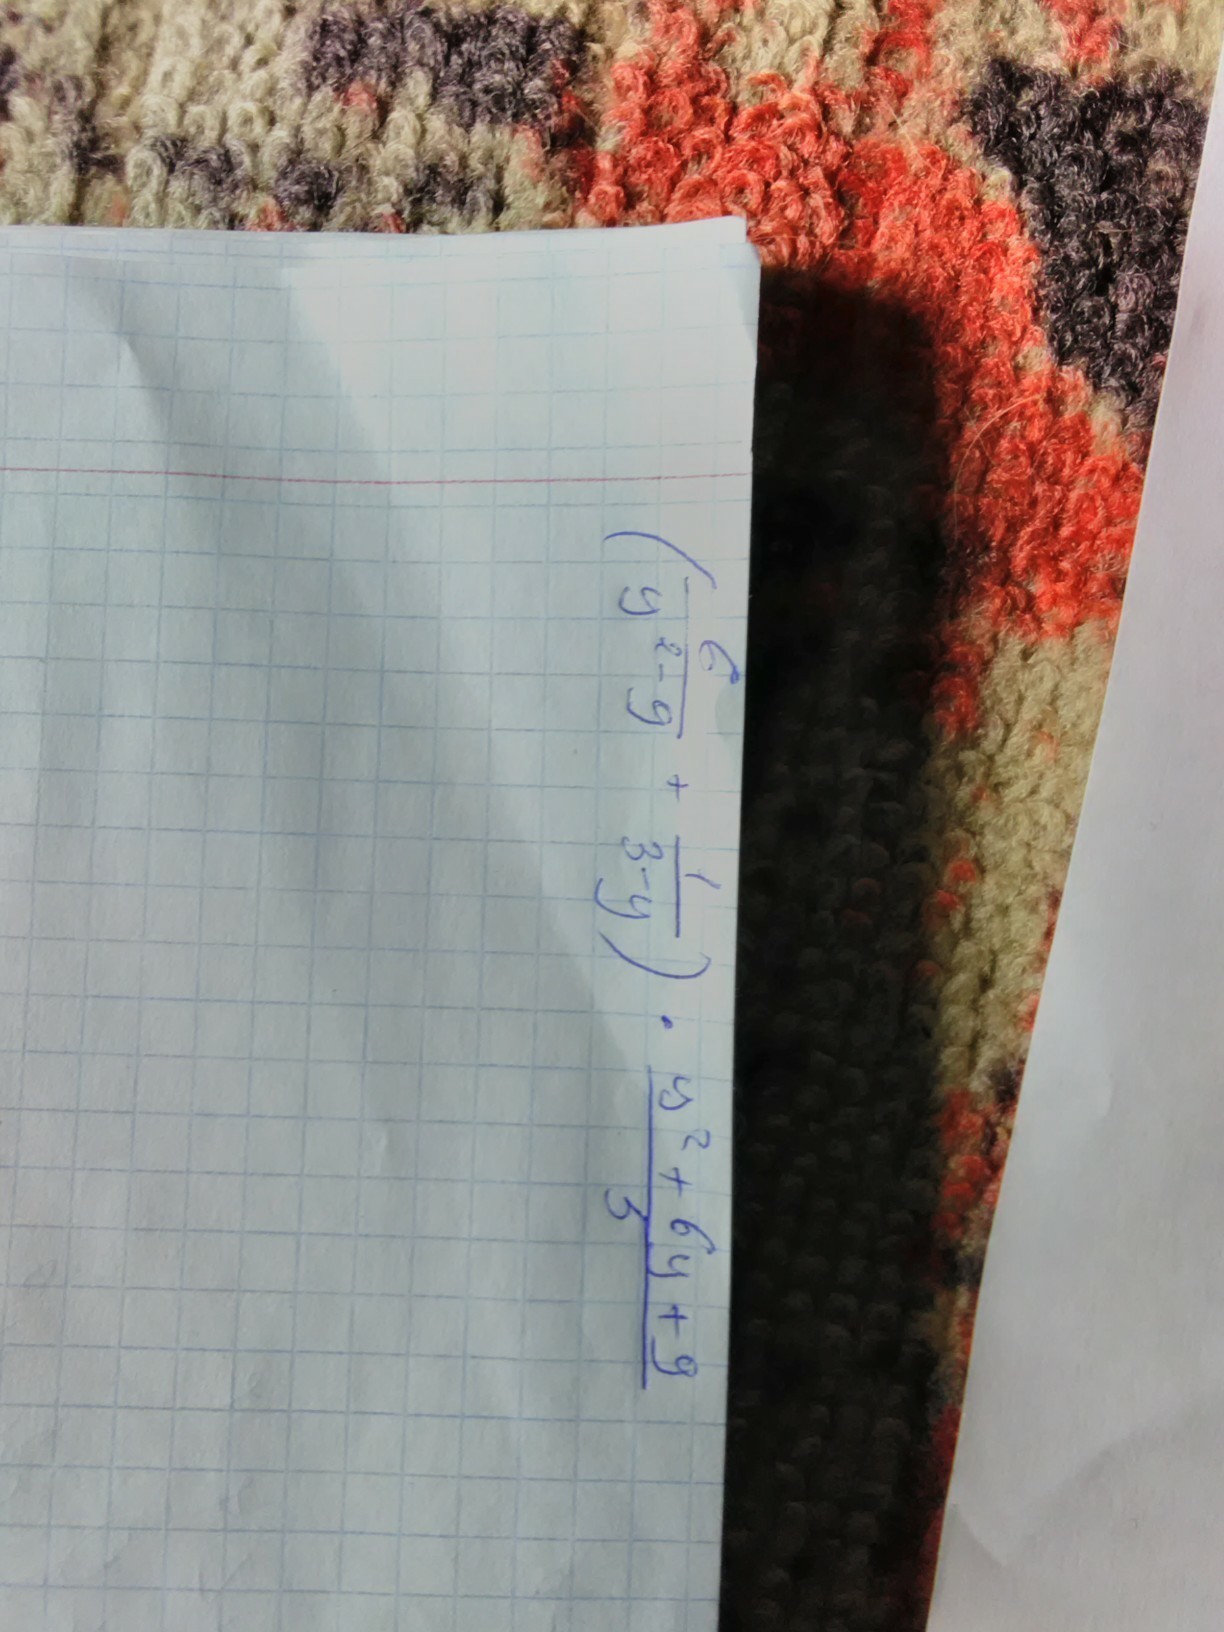 (6/(y²-9) + 1/(3-y)) · (y²+6y+9)/3